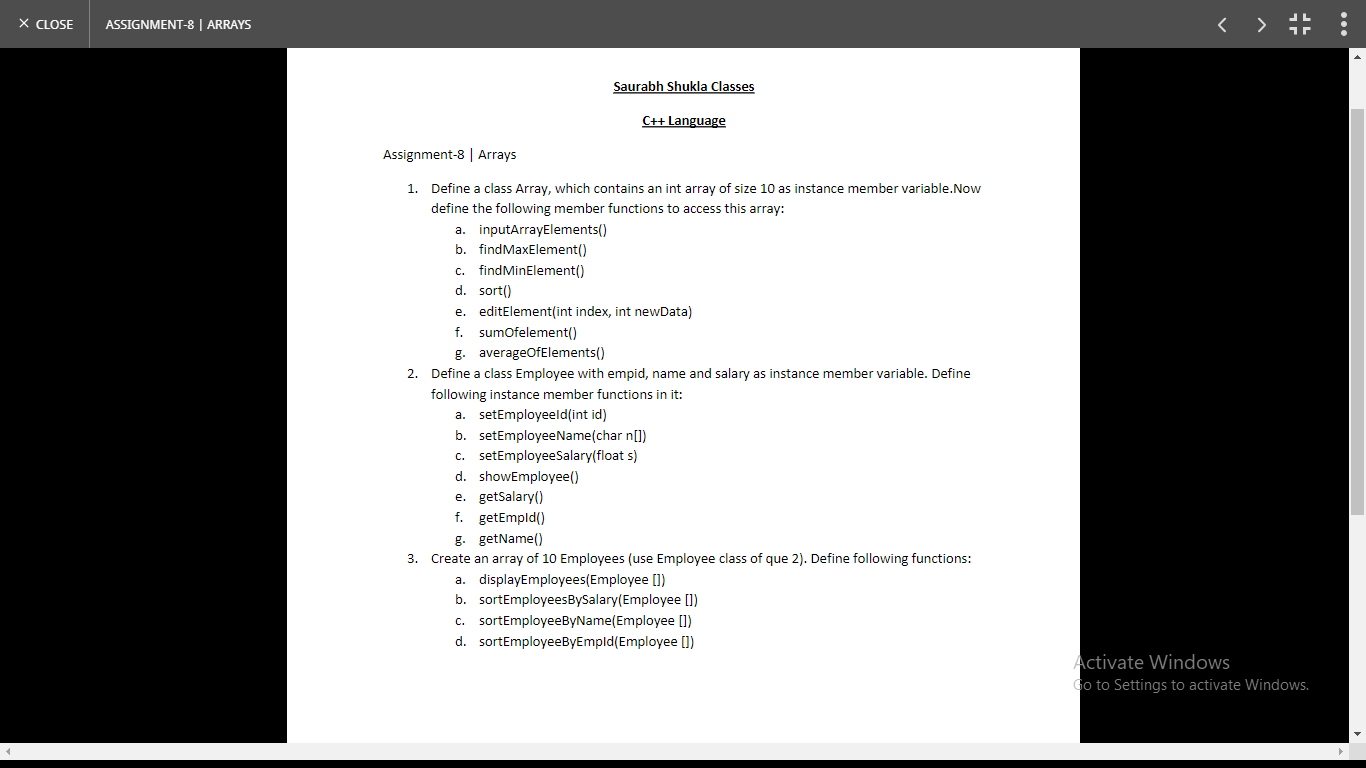 CLOSE
ASSIGNMENT-8 | ARRAYS
Saurabh Shukla Classes
C++ Language
Assignment-8 | Arrays
1. Define a class Array, which contains an int array of size 10 as instance member variable.Now
define the following member functions to access this array:
a. inputArrayElements()
b. findMaxElement()
c. findMinElement()
d. sort()
e. editElement(int index, int newData)
f. sumOfelement()
g. averageOfElements()
2. Define a class Employee with empid, name and salary as instance member variable. Define
following instance member functions in it:
a. setEmployeeId(int id)
b. setEmployeeName(char n[])
c. setEmployeeSalary(float s)
d. showEmployee()
e. getSalary()
f. getEmpId()
g. getName()
3. Create an array of 10 Employees (use Employee class of que 2). Define following functions:
a. displayEmployees(Employee [])
b. sortEmployeesBySalary(Employee [])
c. sortEmployeeByName(Employee [])
d. sortEmployeeByEmpId(Employee [])
Activate Windows
Go to Settings to activate Windows.